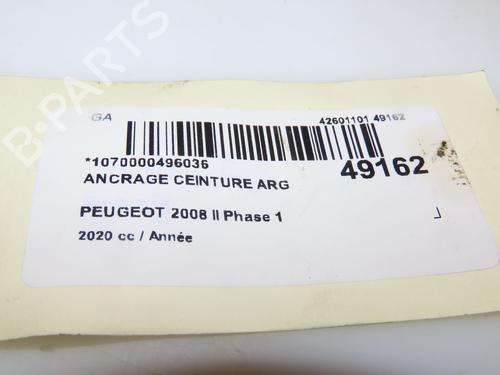 GA 42601101 49162
*1070000496036 49162
ANCRAGE CEINTURE ARG
PEUGEOT 2008 II Phase 1
2020 cc / Année
B-PARTS